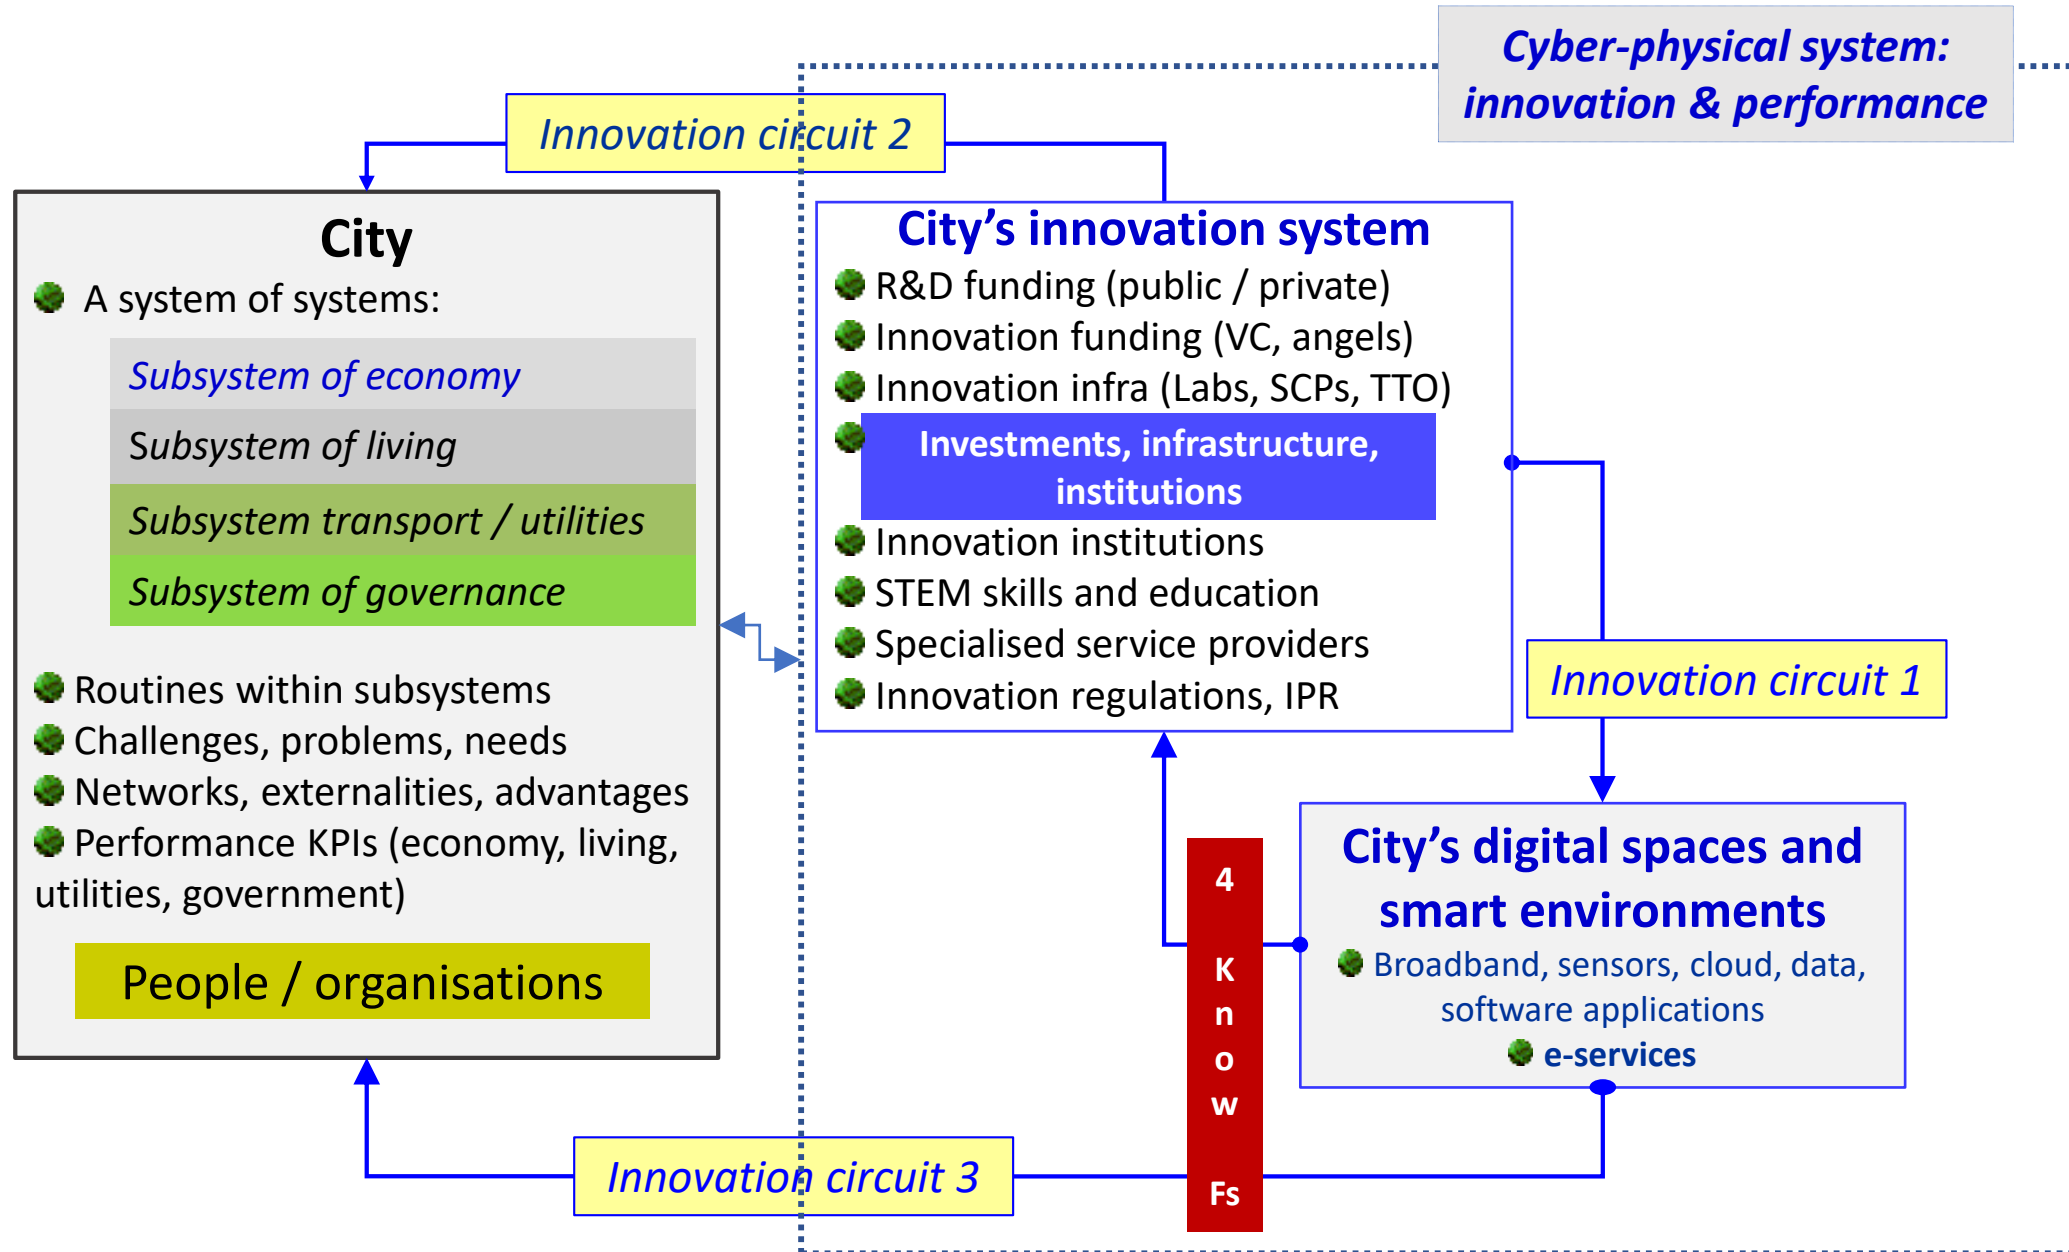 Cyber-physical system:
innovation & performance
Innovation circuit 2
City
A system of systems:
Subsystem of economy
Subsystem of living
Subsystem transport / utilities
Subsystem of governance
Routines within subsystems
Challenges, problems, needs
Networks, externalities, advantages
Performance KPIs (economy, living,
utilities, government)
People / organisations
City’s innovation system
R&D funding (public / private)
Innovation funding (VC, angels)
Innovation infra (Labs, SCPs, TTO)
Investments, infrastructure,
institutions
Innovation institutions
STEM skills and education
Specialised service providers
Innovation regulations, IPR
Innovation circuit 1
City’s digital spaces and
smart environments
Broadband, sensors, cloud, data,
software applications
e-services
4
K
n
o
w
Fs
Innovation circuit 3